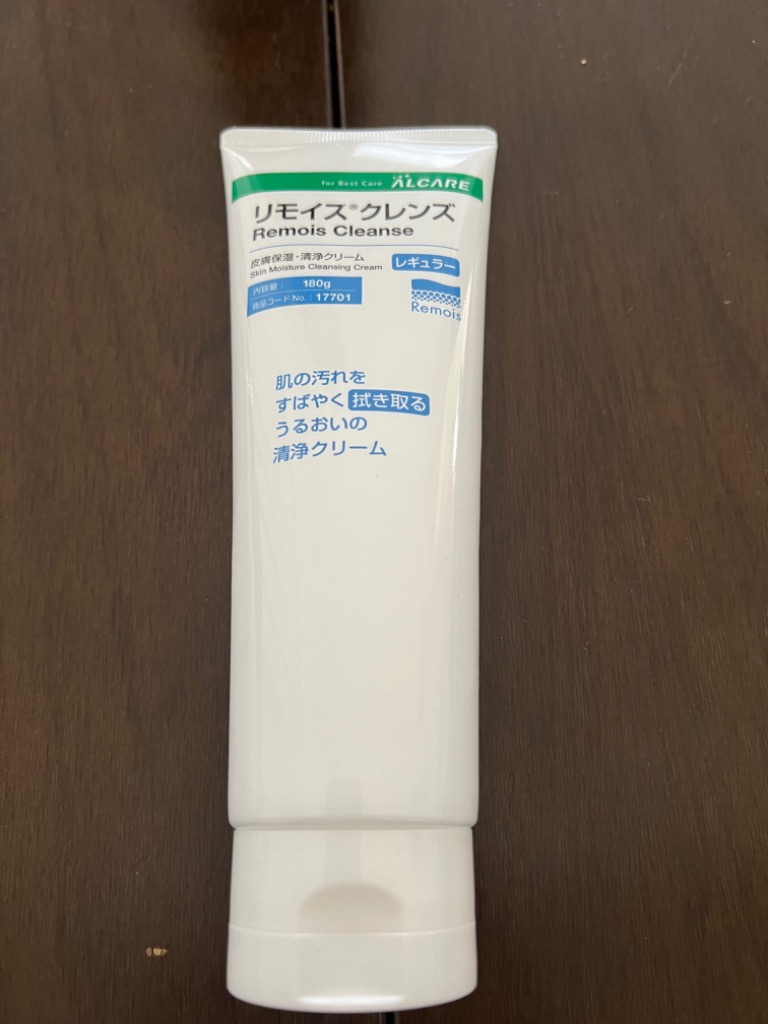 for Best Care ALCARE
リモイス®クレンズ
Remois Cleanse
皮膚保湿・清浄クリーム
Skin Moisture Cleansing Cream
レギュラー
内容量： 180g
商品コードNo.：17701
Remois
肌の汚れを
すばやく拭き取る
うるおいの
清浄クリーム